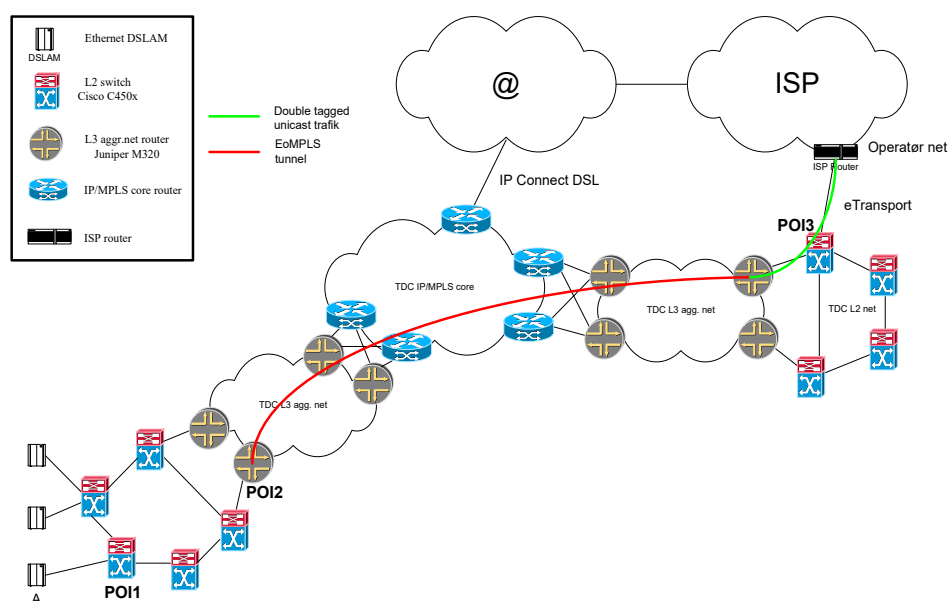 Ethernet DSLAM
DSLAM
L2 switch
Cisco C450x
L3 aggr.net router
Juniper M320
IP/MPLS core router
ISP router
Double tagged
unicast trafik
EoMPLS
tunnel
@
ISP
Operatør net
ISP Router
IP Connect DSL
eTransport
POI3
TDC IP/MPLS core
TDC L3 agg. net
TDC L2 net
TDC L3 agg. net
POI2
POI1
A